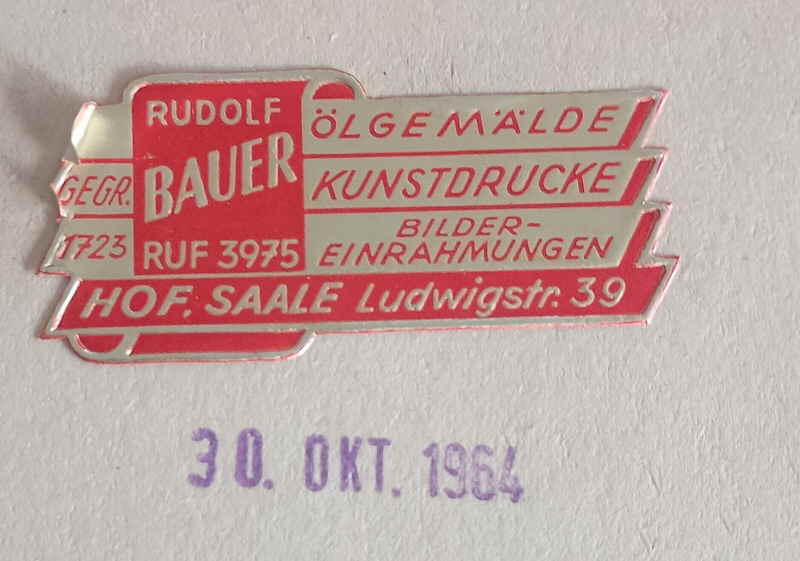 RUDOLF
BAUER
RUF 3975
GEGR.
1723
ÖLGEMÄLDE
KUNSTDRUCKE
BILDER-
EINRAHMUNGEN
HOF. SAALE Ludwigstr. 39
30. OKT. 1964